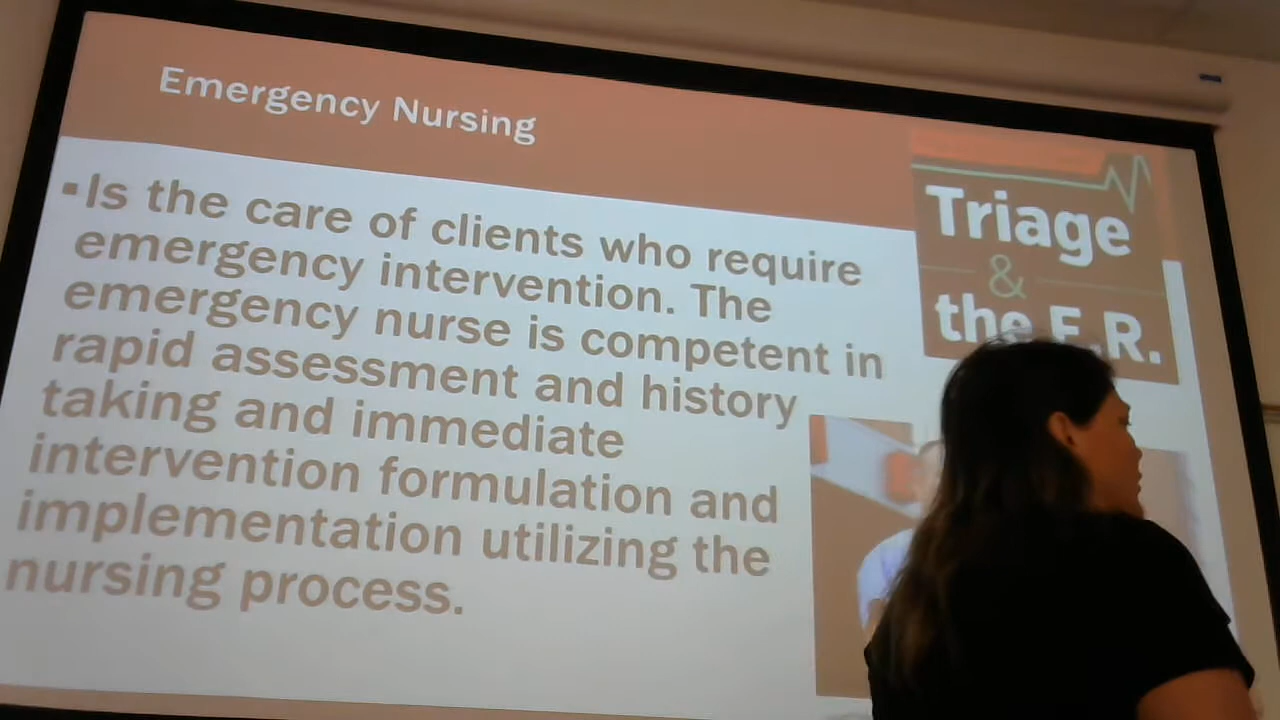 Emergency Nursing
▪Is the care of clients who require
emergency intervention. The
emergency nurse is competent in
rapid assessment and history
taking and immediate
intervention formulation and
implementation utilizing the
nursing process.
Triage
&
the E.R.